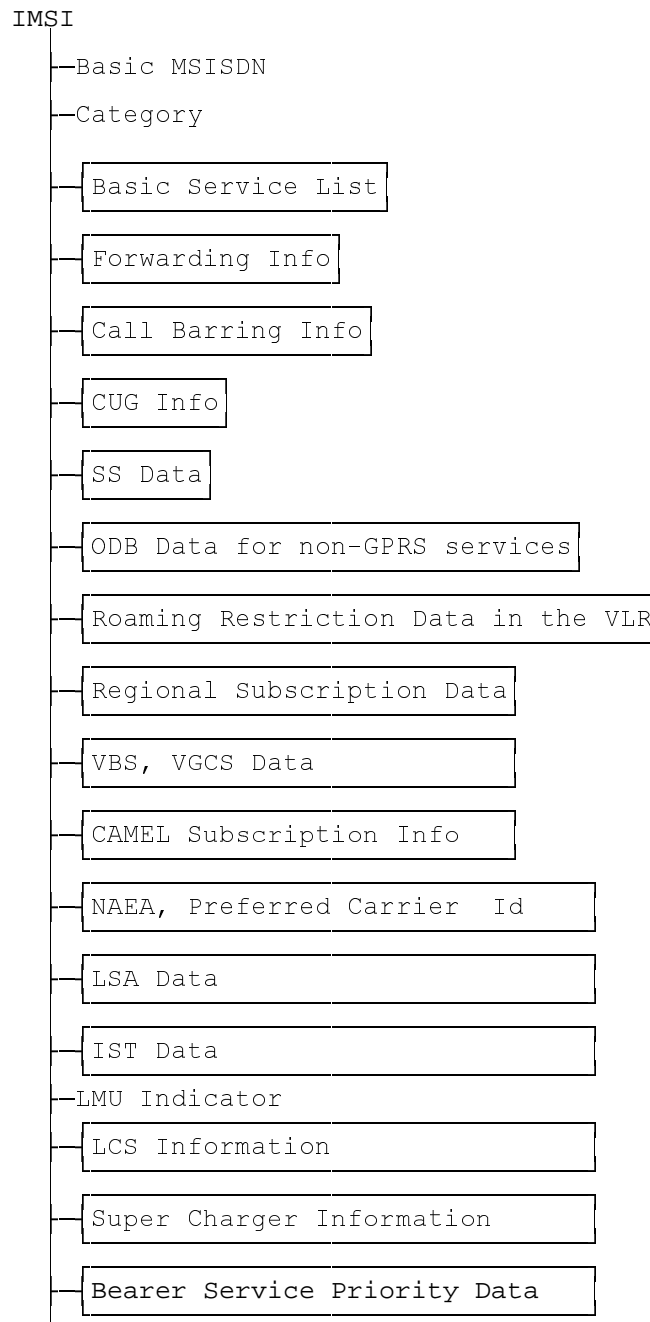 IMSI
Basic MSISDN
Category
Basic Service List
Forwarding Info
Call Barring Info
CUG Info
SS Data
ODB Data for non-GPRS services
Roaming Restriction Data in the VLR
Regional Subscription Data
VBS, VGCS Data
CAMEL Subscription Info
NAEA, Preferred Carrier  Id
LSA Data
IST Data
LMU Indicator
LCS Information
Super Charger Information
Bearer Service Priority Data